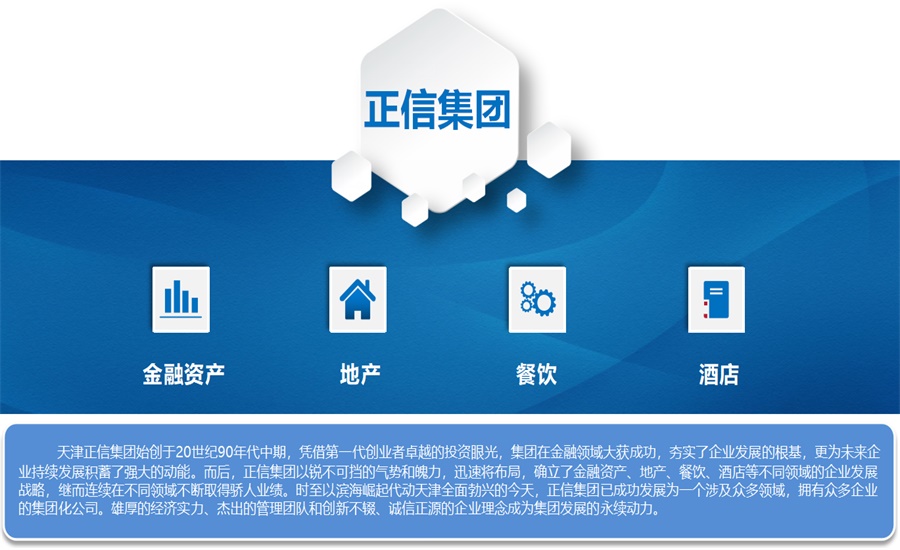 正信集团
金融资产
地产
餐饮
酒店
天津正信集团始创于20世纪90年代中期，凭借第一代创业者卓越的投资眼光，集团在金融领域大获成功，夯实了企业发展的根基，更为未来企
业持续发展积蓄了强大的动能。而后，正信集团以锐不可挡的气势和魄力，迅速将布局，确立了金融资产、地产、餐饮、酒店等不同领域的企业发展
战略，继而连续在不同领域不断取得骄人业绩。时至以滨海崛起代动天津全面勃兴的今天，正信集团已成功发展为一个涉及众多领域，拥有众多企业
的集团化公司。雄厚的经济实力、杰出的管理团队和创新不辍、诚信正源的企业理念成为集团发展的永续动力。